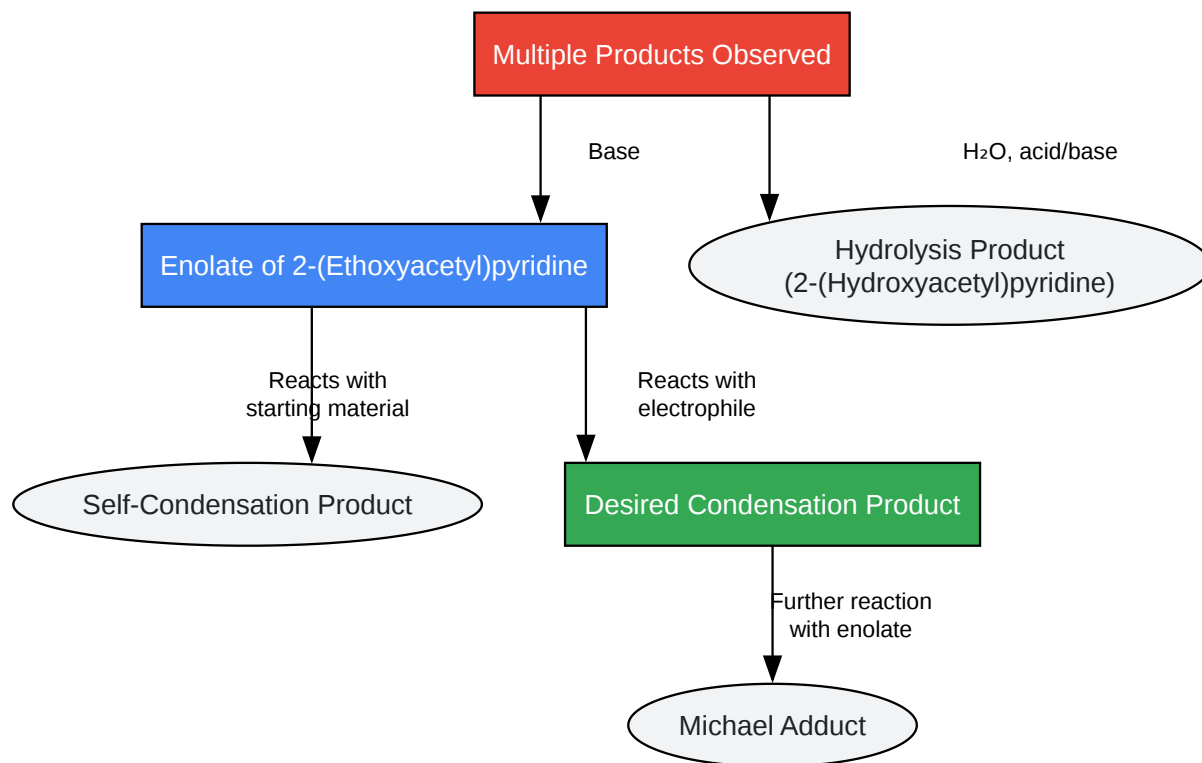 Multiple Products Observed
Base
H₂O, acid/base
Enolate of 2-(Ethoxyacetyl)pyridine
Hydrolysis Product
(2-(Hydroxyacetyl)pyridine)
Reacts with
starting material
Reacts with
electrophile
Self-Condensation Product
Desired Condensation Product
Further reaction
with enolate
Michael Adduct